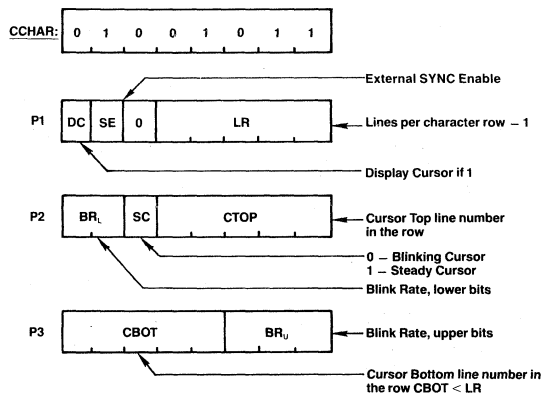 CCHAR: 0 1 0 0 1 0 1 1
External SYNC Enable
P1 DC SE 0 LR Lines per character row – 1
Display Cursor if 1
P2 BRL SC CTOP Cursor Top line number
in the row
0 – Blinking Cursor
1 – Steady Cursor
Blink Rate, lower bits
P3 CBOT BRU Blink Rate, upper bits
Cursor Bottom line number in
the row CBOT < LR